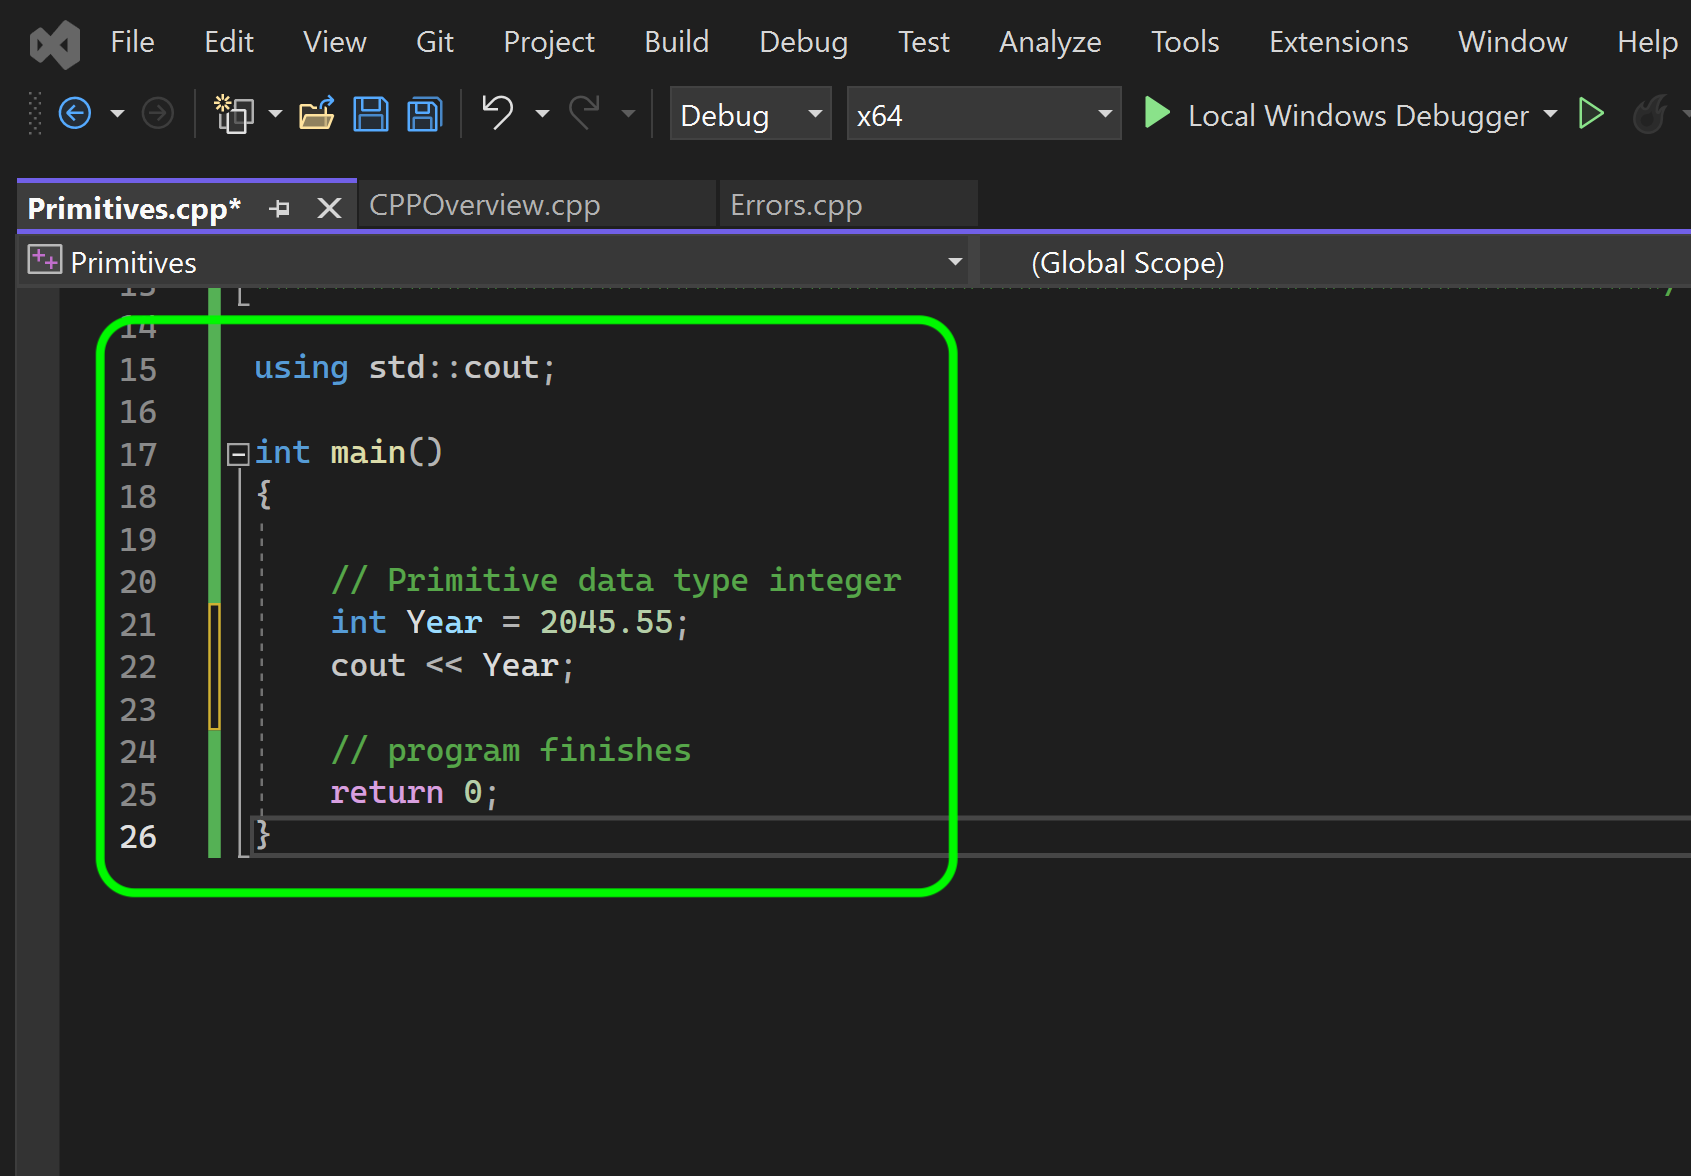 File Edit View Git Project Build Debug Test Analyze Tools Extensions Window Help
Debug x64 Local Windows Debugger
Primitives.cpp* CPPOverview.cpp Errors.cpp
Primitives (Global Scope)
13
14
15 using std::cout;
16
17 int main()
18 {
19
20 // Primitive data type integer
21 int Year = 2045.55;
22 cout << Year;
23
24 // program finishes
25 return 0;
26 }